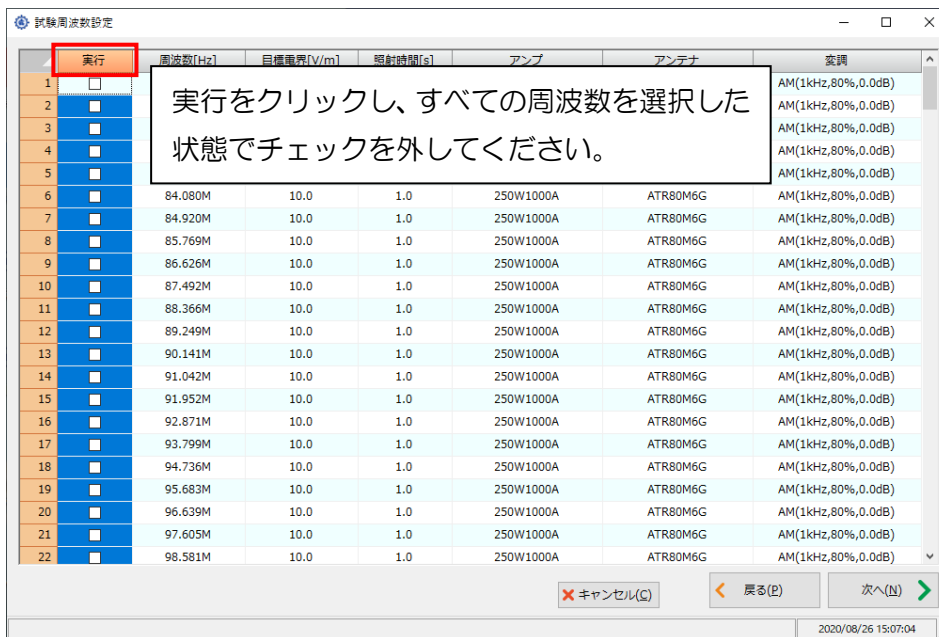 試験周波数設定
実行 周波数[Hz] 目標電界[V/m] 照射時間[s] アンプ アンテナ 変調
実行をクリックし、すべての周波数を選択した
状態でチェックを外してください。
1 AM(1kHz,80%,0.0dB)
2 AM(1kHz,80%,0.0dB)
3 AM(1kHz,80%,0.0dB)
4 AM(1kHz,80%,0.0dB)
5 AM(1kHz,80%,0.0dB)
6 84.080M 10.0 1.0 250W1000A ATR80M6G AM(1kHz,80%,0.0dB)
7 84.920M 10.0 1.0 250W1000A ATR80M6G AM(1kHz,80%,0.0dB)
8 85.769M 10.0 1.0 250W1000A ATR80M6G AM(1kHz,80%,0.0dB)
9 86.626M 10.0 1.0 250W1000A ATR80M6G AM(1kHz,80%,0.0dB)
10 87.492M 10.0 1.0 250W1000A ATR80M6G AM(1kHz,80%,0.0dB)
11 88.366M 10.0 1.0 250W1000A ATR80M6G AM(1kHz,80%,0.0dB)
12 89.249M 10.0 1.0 250W1000A ATR80M6G AM(1kHz,80%,0.0dB)
13 90.141M 10.0 1.0 250W1000A ATR80M6G AM(1kHz,80%,0.0dB)
14 91.042M 10.0 1.0 250W1000A ATR80M6G AM(1kHz,80%,0.0dB)
15 91.952M 10.0 1.0 250W1000A ATR80M6G AM(1kHz,80%,0.0dB)
16 92.871M 10.0 1.0 250W1000A ATR80M6G AM(1kHz,80%,0.0dB)
17 93.799M 10.0 1.0 250W1000A ATR80M6G AM(1kHz,80%,0.0dB)
18 94.736M 10.0 1.0 250W1000A ATR80M6G AM(1kHz,80%,0.0dB)
19 95.683M 10.0 1.0 250W1000A ATR80M6G AM(1kHz,80%,0.0dB)
20 96.639M 10.0 1.0 250W1000A ATR80M6G AM(1kHz,80%,0.0dB)
21 97.605M 10.0 1.0 250W1000A ATR80M6G AM(1kHz,80%,0.0dB)
22 98.581M 10.0 1.0 250W1000A ATR80M6G AM(1kHz,80%,0.0dB)
キャンセル(C) 戻る(P) 次へ(N)
2020/08/26 15:07:04